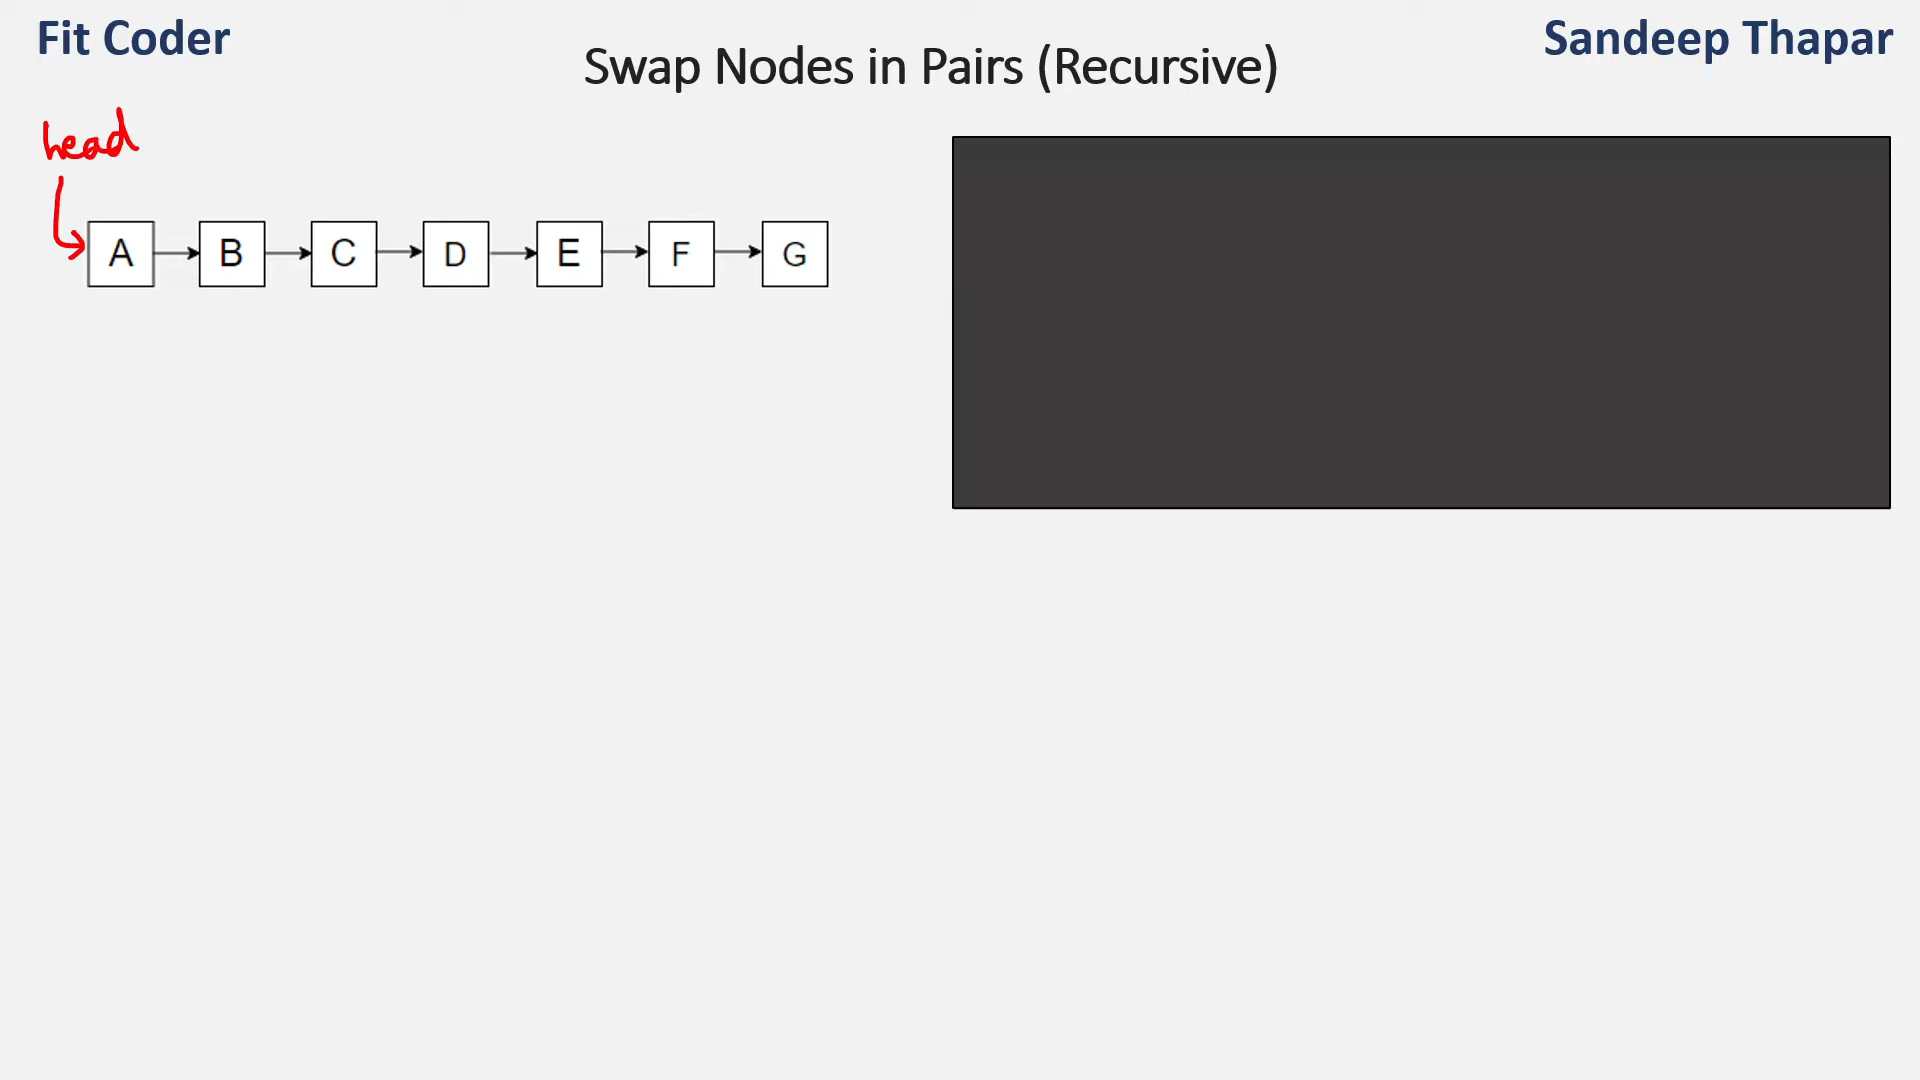 Fit Coder
Swap Nodes in Pairs (Recursive)
Sandeep Thapar
head
A B C D E F G